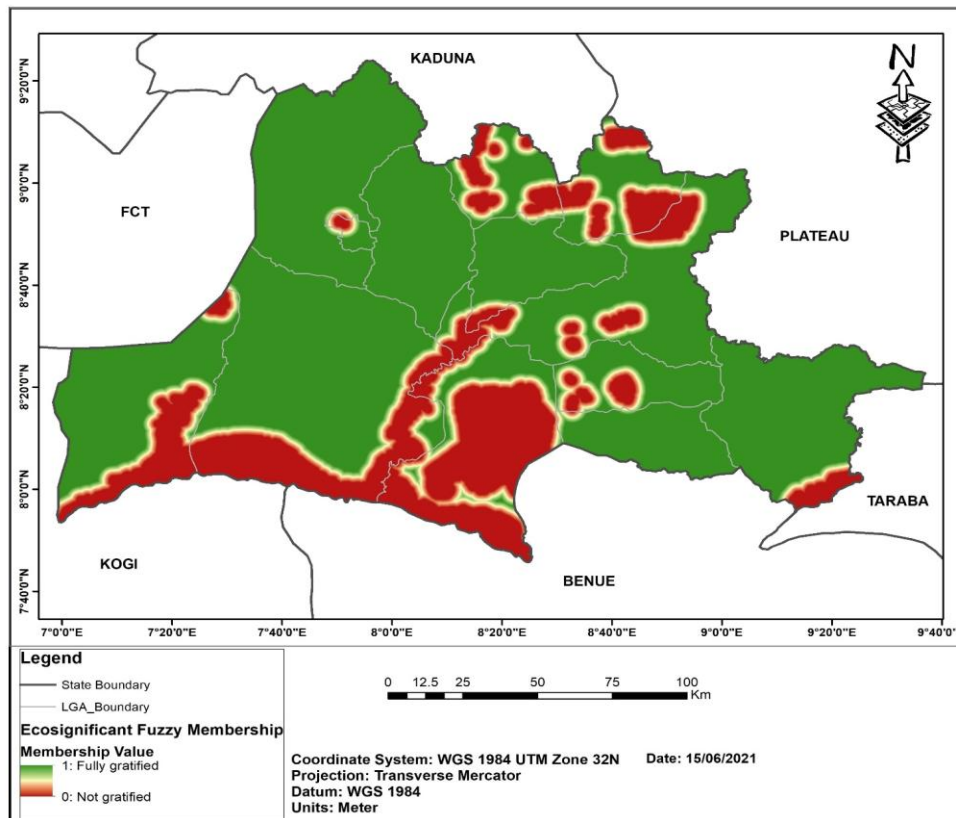 KADUNA
N
FCT
PLATEAU
TARABA
KOGI
BENUE
9°20'0"N
9°0'0"N
8°40'0"N
8°20'0"N
8°0'0"N
7°40'0"N
7°0'0"E
7°20'0"E
7°40'0"E
8°0'0"E
8°20'0"E
8°40'0"E
9°0'0"E
9°20'0"E
9°40'0"E
Legend
State Boundary
LGA_Boundary
Ecosignificant Fuzzy Membership
Membership Value
1: Fully gratified
0: Not gratified
0 12.5 25 50 75 100
Km
Coordinate System: WGS 1984 UTM Zone 32N Date: 15/06/2021
Projection: Transverse Mercator
Datum: WGS 1984
Units: Meter